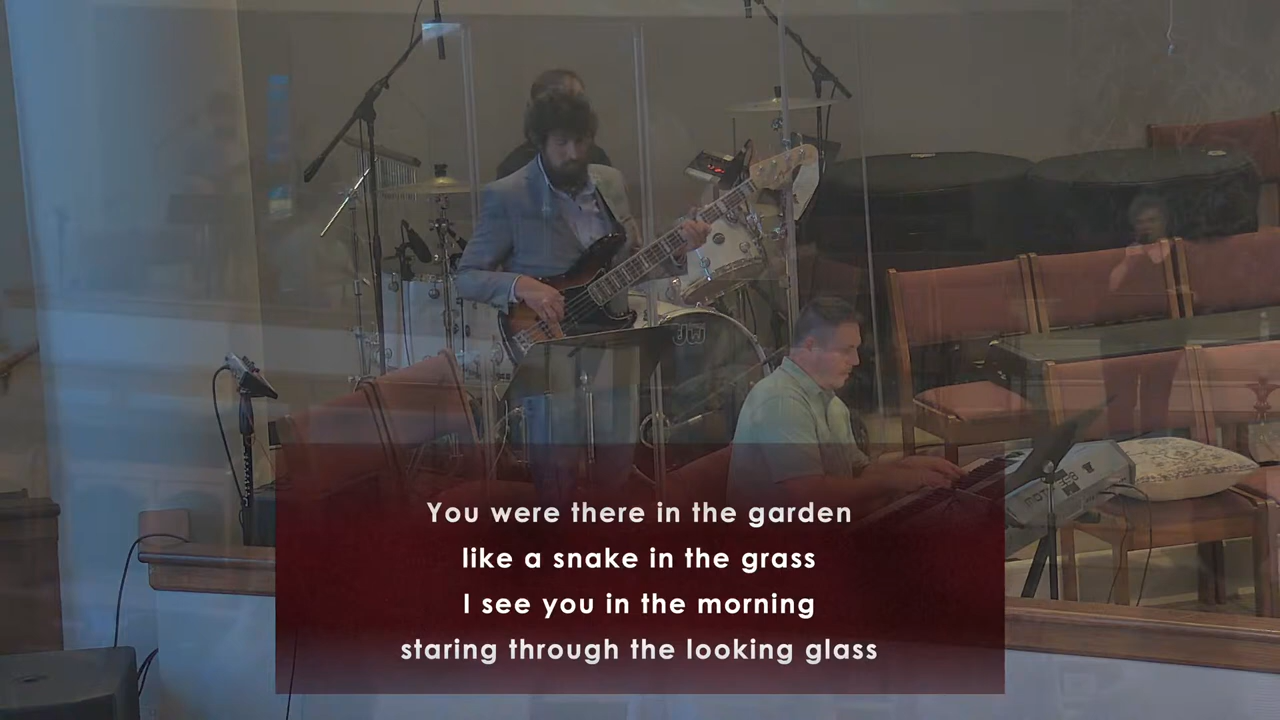 You were there in the garden
like a snake in the grass
I see you in the morning
staring through the looking glass